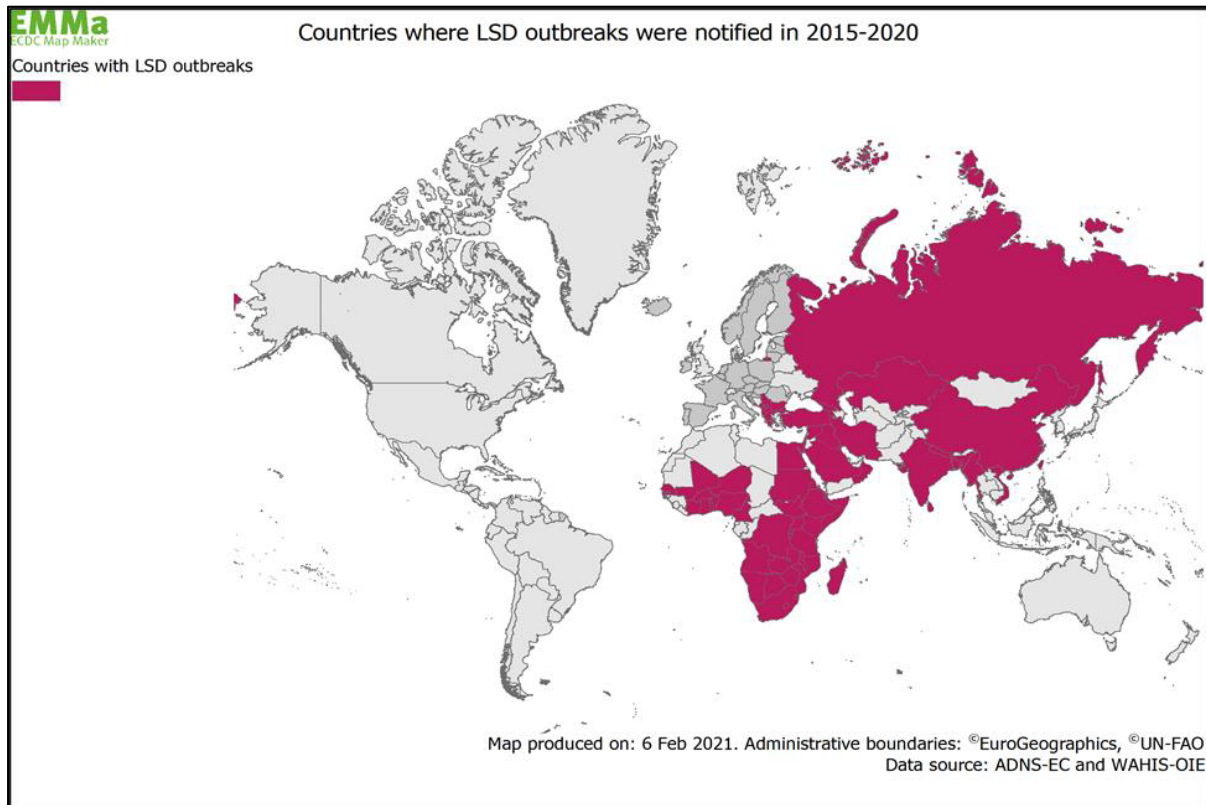 EMMa
ECDC Map Maker
Countries where LSD outbreaks were notified in 2015-2020
Countries with LSD outbreaks
Map produced on: 6 Feb 2021. Administrative boundaries: ©EuroGeographics, ©UN-FAO
Data source: ADNS-EC and WAHIS-OIE